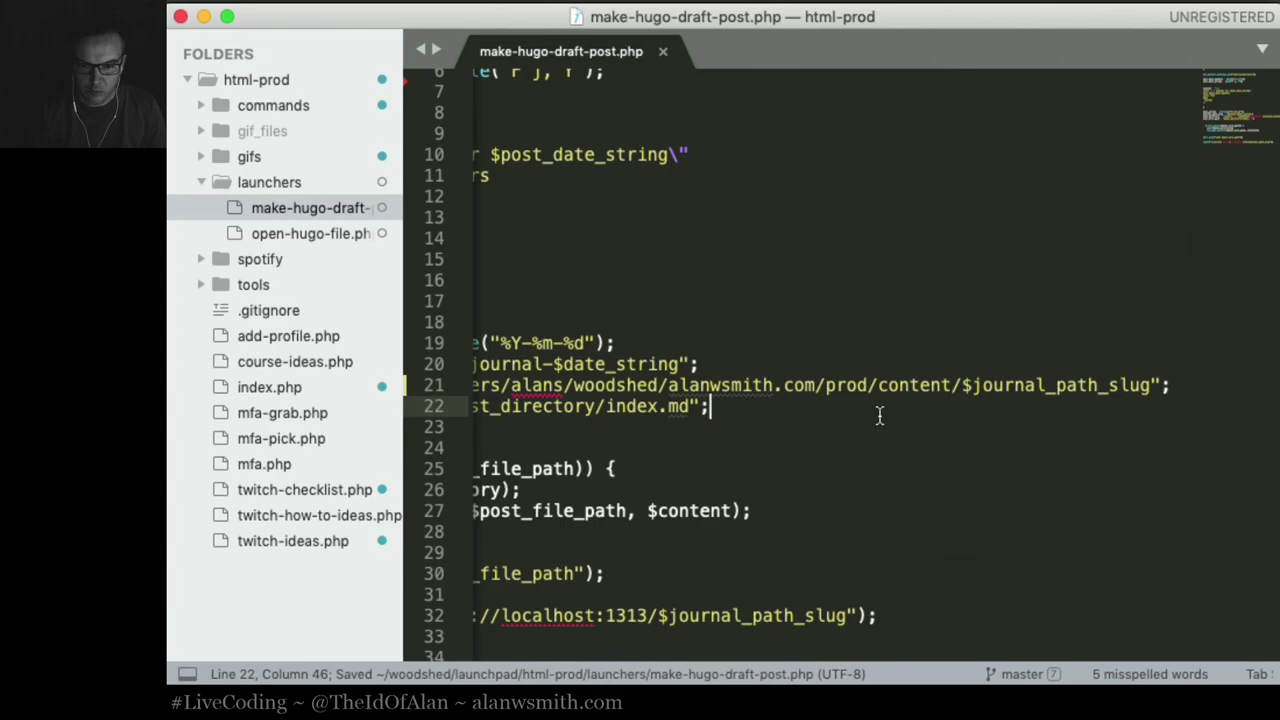 make-hugo-draft-post.php — html-prod
UNREGISTERED
FOLDERS
html-prod
commands
gif_files
gifs
launchers
make-hugo-draft-
open-hugo-file.ph
spotify
tools
.gitignore
add-profile.php
course-ideas.php
index.php
mfa-grab.php
mfa-pick.php
mfa.php
twitch-checklist.php
twitch-how-to-ideas.php
twitch-ideas.php
make-hugo-draft-post.php
6 te("F j, Y");
7
8
9
10 r $post_date_string\"
11 rs
12
13
14
15
16
17
18
19 e("%Y-%m-%d");
20 journal-$date_string";
21 ers/alans/woodshed/alanwsmith.com/prod/content/$journal_path_slug";
22 st_directory/index.md";
23
24
25 _file_path)) {
26 ory);
27 $post_file_path, $content);
28
29
30 _file_path");
31
32 ://localhost:1313/$journal_path_slug");
33
34
Line 22, Column 46; Saved ~/woodshed/launchpad/html-prod/launchers/make-hugo-draft-post.php (UTF-8)
master 7
5 misspelled words
Tab
#LiveCoding ~ @TheIdOfAlan ~ alanwsmith.com